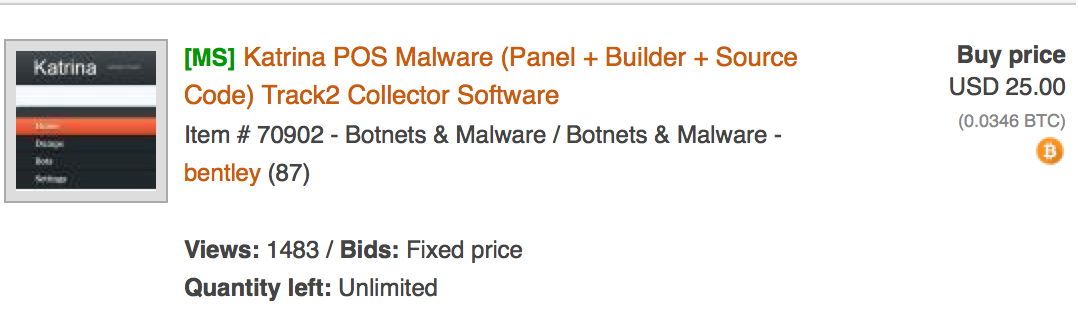 Katrina
Home
Dumps
Bots
Settings
[MS] Katrina POS Malware (Panel + Builder + Source
Code) Track2 Collector Software
Item # 70902 - Botnets & Malware / Botnets & Malware -
bentley (87)
Views: 1483 / Bids: Fixed price
Quantity left: Unlimited
Buy price
USD 25.00
(0.0346 BTC)